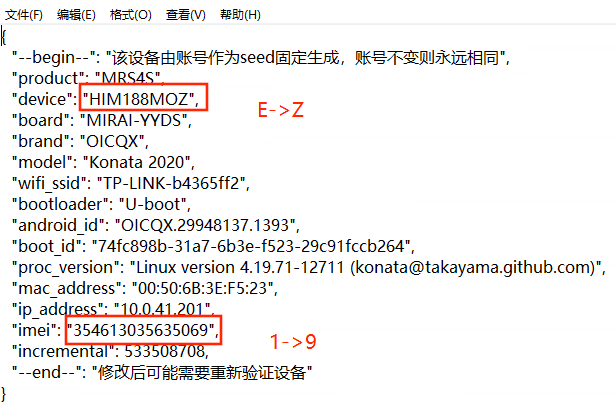 文件(F) 编辑(E) 格式(O) 查看(V) 帮助(H)
{
"--begin--": "该设备由账号作为seed固定生成，账号不变则永远相同",
"product": "MRS4S",
"device": "HIM188MOZ",
E->Z
"board": "MIRAI-YYDS",
"brand": "OICQX",
"model": "Konata 2020",
"wifi_ssid": "TP-LINK-b4365ff2",
"bootloader": "U-boot",
"android_id": "OICQX.29948137.1393",
"boot_id": "74fc898b-31a7-6b3e-f523-29c91fccb264",
"proc_version": "Linux version 4.19.71-12711 (konata@takayama.github.com)",
"mac_address": "00:50:6B:3E:F5:23",
"ip_address": "10.0.41.201",
"imei": "354613035635069",
1->9
"incremental": 533508708,
"--end--": "修改后可能需要重新验证设备"
}